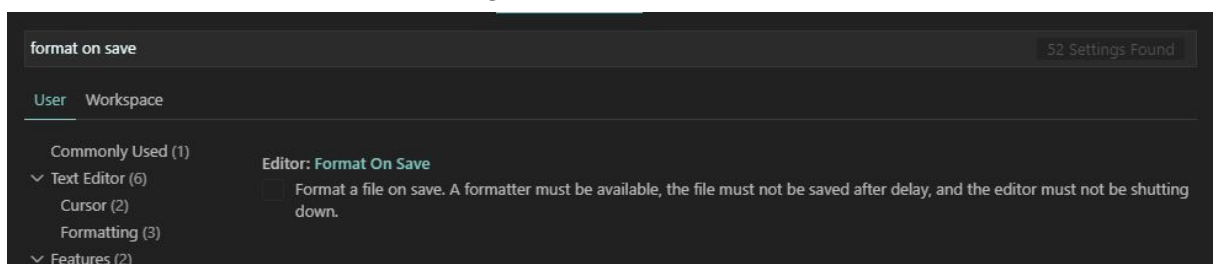 format on save
52 Settings Found
User Workspace
Commonly Used (1)
Text Editor (6)
Cursor (2)
Formatting (3)
Features (2)
Editor: Format On Save
Format a file on save. A formatter must be available, the file must not be saved after delay, and the editor must not be shutting
down.